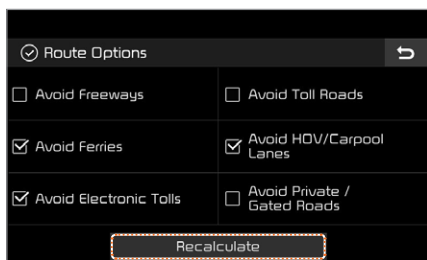 Route Options
Avoid Freeways
Avoid Toll Roads
Avoid Ferries
Avoid HOV/Carpool
Lanes
Avoid Electronic Tolls
Avoid Private /
Gated Roads
Recalculate